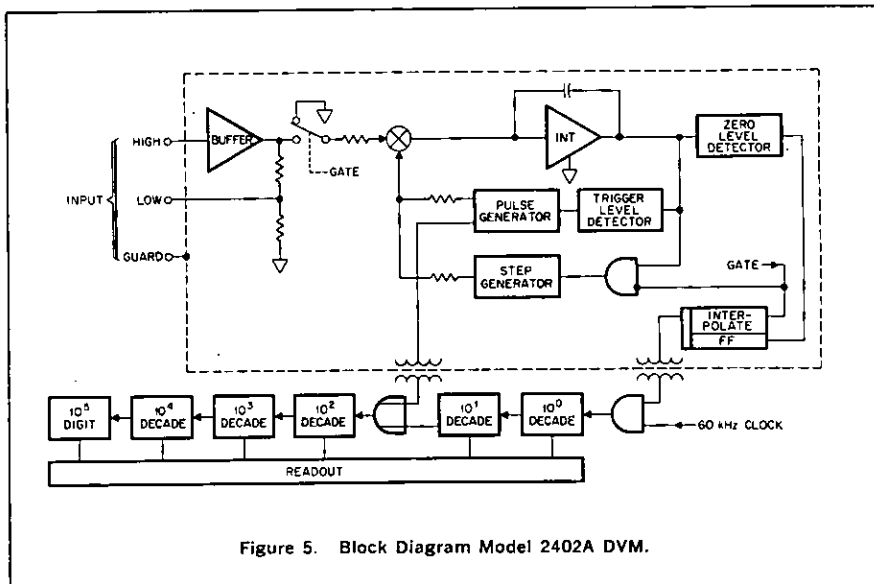 HIGH
INPUT
LOW
GUARD
BUFFER
GATE
INT
ZERO
LEVEL
DETECTOR
PULSE
GENERATOR
TRIGGER
LEVEL
DETECTOR
STEP
GENERATOR
GATE
INTER-
POLATE
FF
10⁵
DIGIT
10⁴
DECADE
10³
DECADE
10²
DECADE
10¹
DECADE
10⁰
DECADE
60 kHz CLOCK
READOUT
Figure 5. Block Diagram Model 2402A DVM.